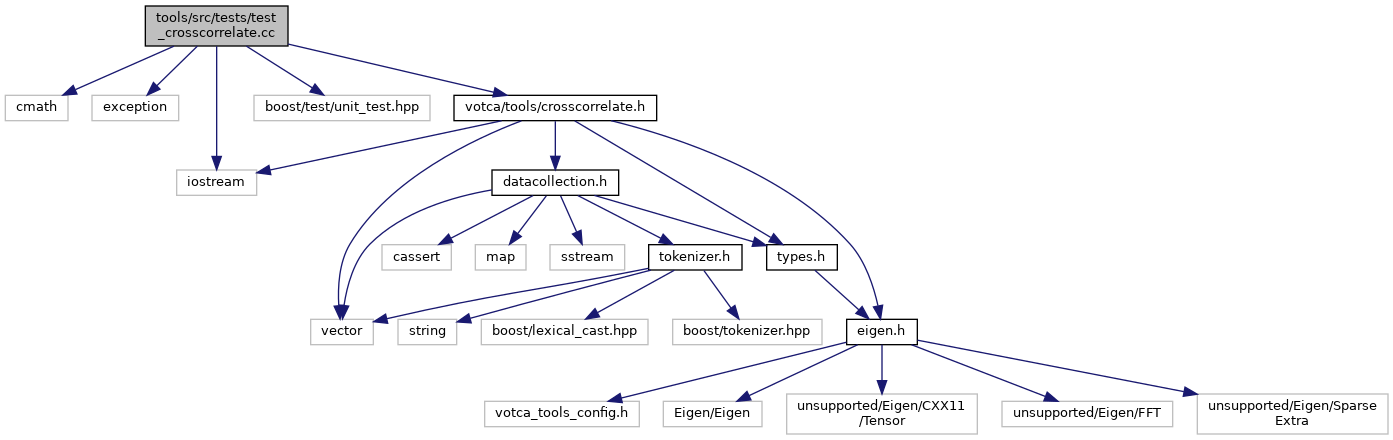 tools/src/tests/test
_crosscorrelate.cc
cmath
exception
boost/test/unit_test.hpp
votca/tools/crosscorrelate.h
iostream
datacollection.h
cassert
map
sstream
tokenizer.h
types.h
vector
string
boost/lexical_cast.hpp
boost/tokenizer.hpp
eigen.h
votca_tools_config.h
Eigen/Eigen
unsupported/Eigen/CXX11
/Tensor
unsupported/Eigen/FFT
unsupported/Eigen/Sparse
Extra